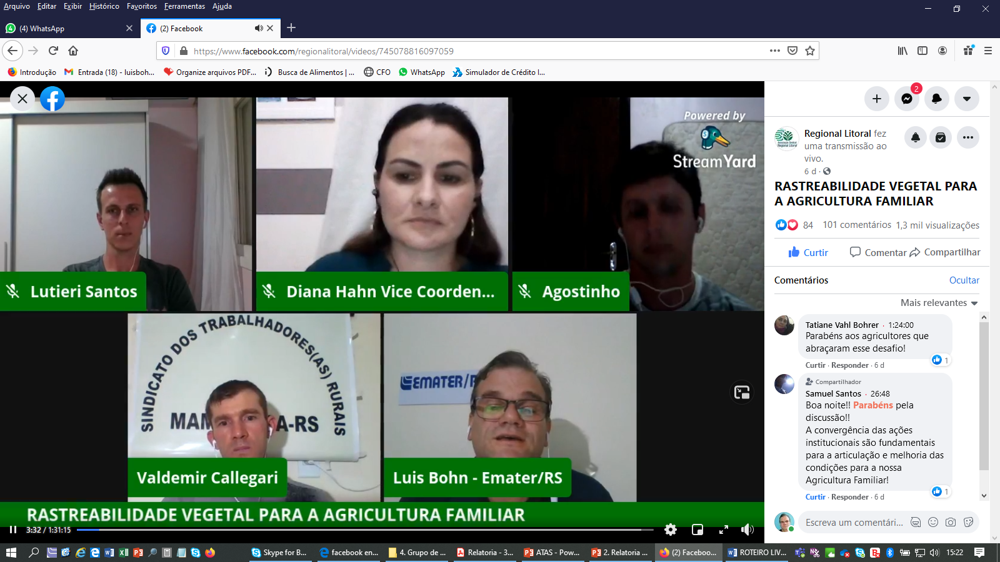 Arquivo Editar Exibir Histórico Favoritos Ferramentas Ajuda
(4) WhatsApp
(2) Facebook
https://www.facebook.com/regionalitoral/videos/745078816097059
Introdução
Entrada (18) - luisboh...
Organize arquivos PDF...
Busca de Alimentos | ...
CFO
WhatsApp
Simulador de Crédito I...
Powered by
StreamYard
Lutieri Santos
Diana Hahn Vice Coorden...
Agostinho
SINDICATO DOS TRABALHADORES(AS) RURAIS
A-RS
EMATER/R
Valdemir Callegari
Luis Bohn - Emater/RS
RASTREABILIDADE VEGETAL PARA A AGRICULTURA FAMILIAR
3:32 / 1:31:15
2
Regional Litoral fez
uma transmissão ao
vivo.
6 d ·
RASTREABILIDADE VEGETAL PARA
A AGRICULTURA FAMILIAR
84 101 comentários 1,3 mil visualizações
Curtir Comentar Compartilhar
Comentários Ocultar
Mais relevantes
Tatiane Vahl Bohrer · 1:24:00
Parabéns aos agricultores que
abraçaram esse desafio!
1
Curtir · Responder · 6 d
Compartilhador
Samuel Santos · 26:48
Boa noite!! Parabéns pela
discussão!!
A convergência das ações
institucionais são fundamentais
para a articulação e melhoria das
condições para a nossa
Agricultura Familiar!
1
Curtir · Responder · 6 d
Escreva um comentári...
Skype for B...
facebook en...
4. Grupo de ...
Relatoria - 3...
ATAS - Pow...
2. Relatoria ...
(2) Faceboo...
ROTEIRO LIV...
15:22